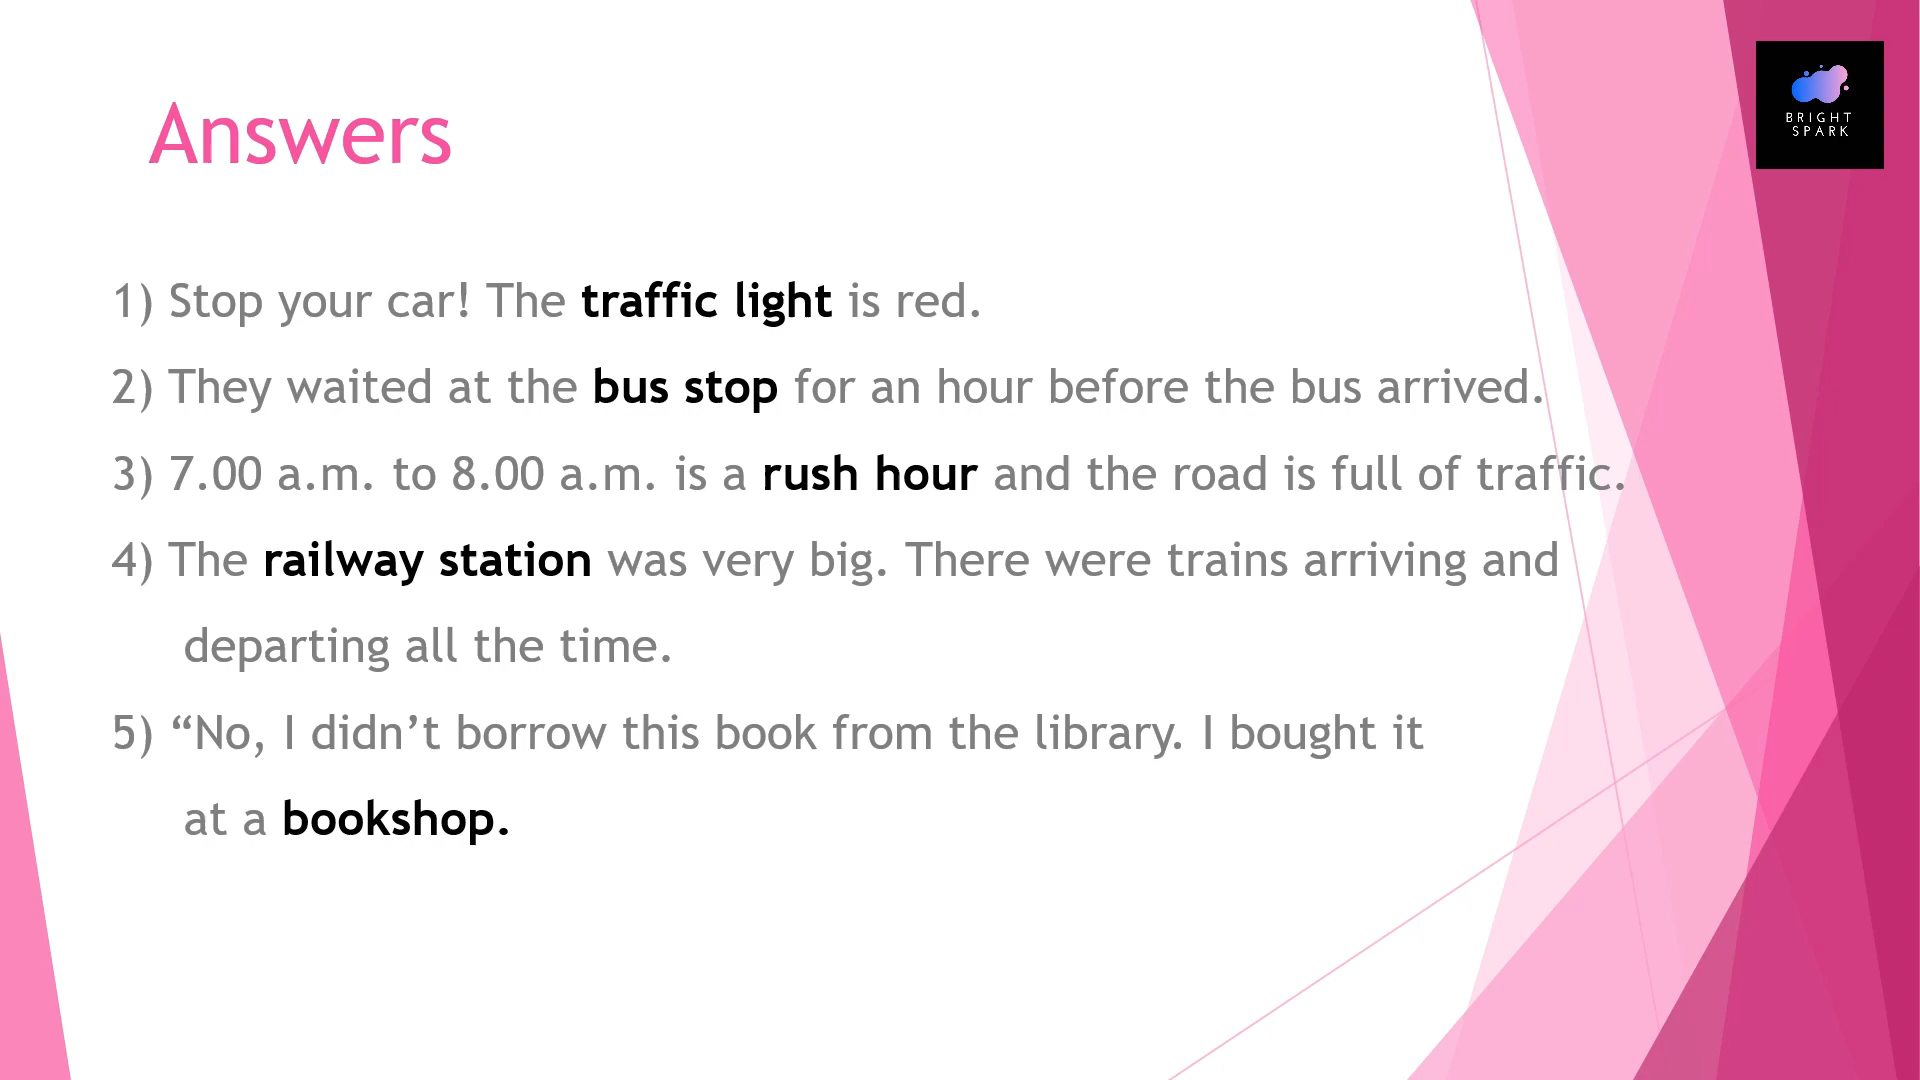 BRIGHT
SPARK
Answers
1) Stop your car! The traffic light is red.
2) They waited at the bus stop for an hour before the bus arrived.
3) 7.00 a.m. to 8.00 a.m. is a rush hour and the road is full of traffic.
4) The railway station was very big. There were trains arriving and
departing all the time.
5) “No, I didn’t borrow this book from the library. I bought it
at a bookshop.